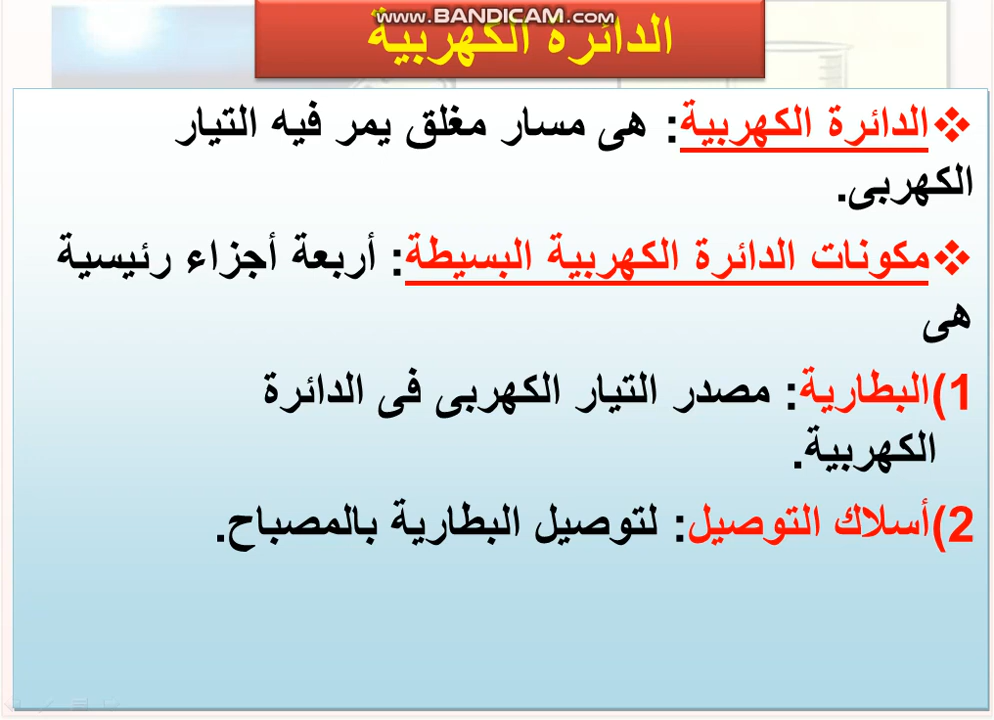 www.BANDICAM.com
الدائرة الكهربية
❖الدائرة الكهربية: هى مسار مغلق يمر فيه التيار
الكهربى.
❖مكونات الدائرة الكهربية البسيطة: أربعة أجزاء رئيسية
هى
1)البطارية: مصدر التيار الكهربى فى الدائرة
الكهربية.
2)أسلاك التوصيل: لتوصيل البطارية بالمصباح.